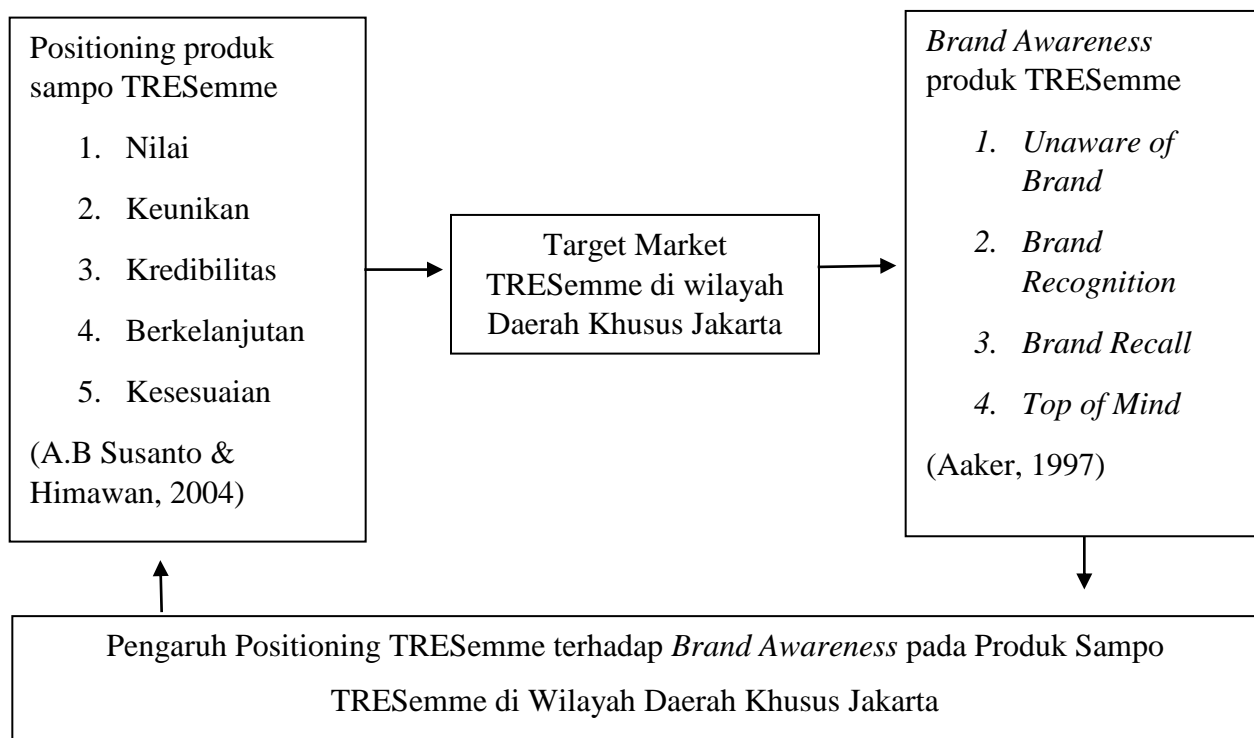 Positioning produk
sampo TRESemme
1. Nilai
2. Keunikan
3. Kredibilitas
4. Berkelanjutan
5. Kesesuaian
(A.B Susanto &
Himawan, 2004)
Target Market
TRESemme di wilayah
Daerah Khusus Jakarta
Brand Awareness
produk TRESemme
1. Unaware of
Brand
2. Brand
Recognition
3. Brand Recall
4. Top of Mind
(Aaker, 1997)
Pengaruh Positioning TRESemme terhadap Brand Awareness pada Produk Sampo
TRESemme di Wilayah Daerah Khusus Jakarta